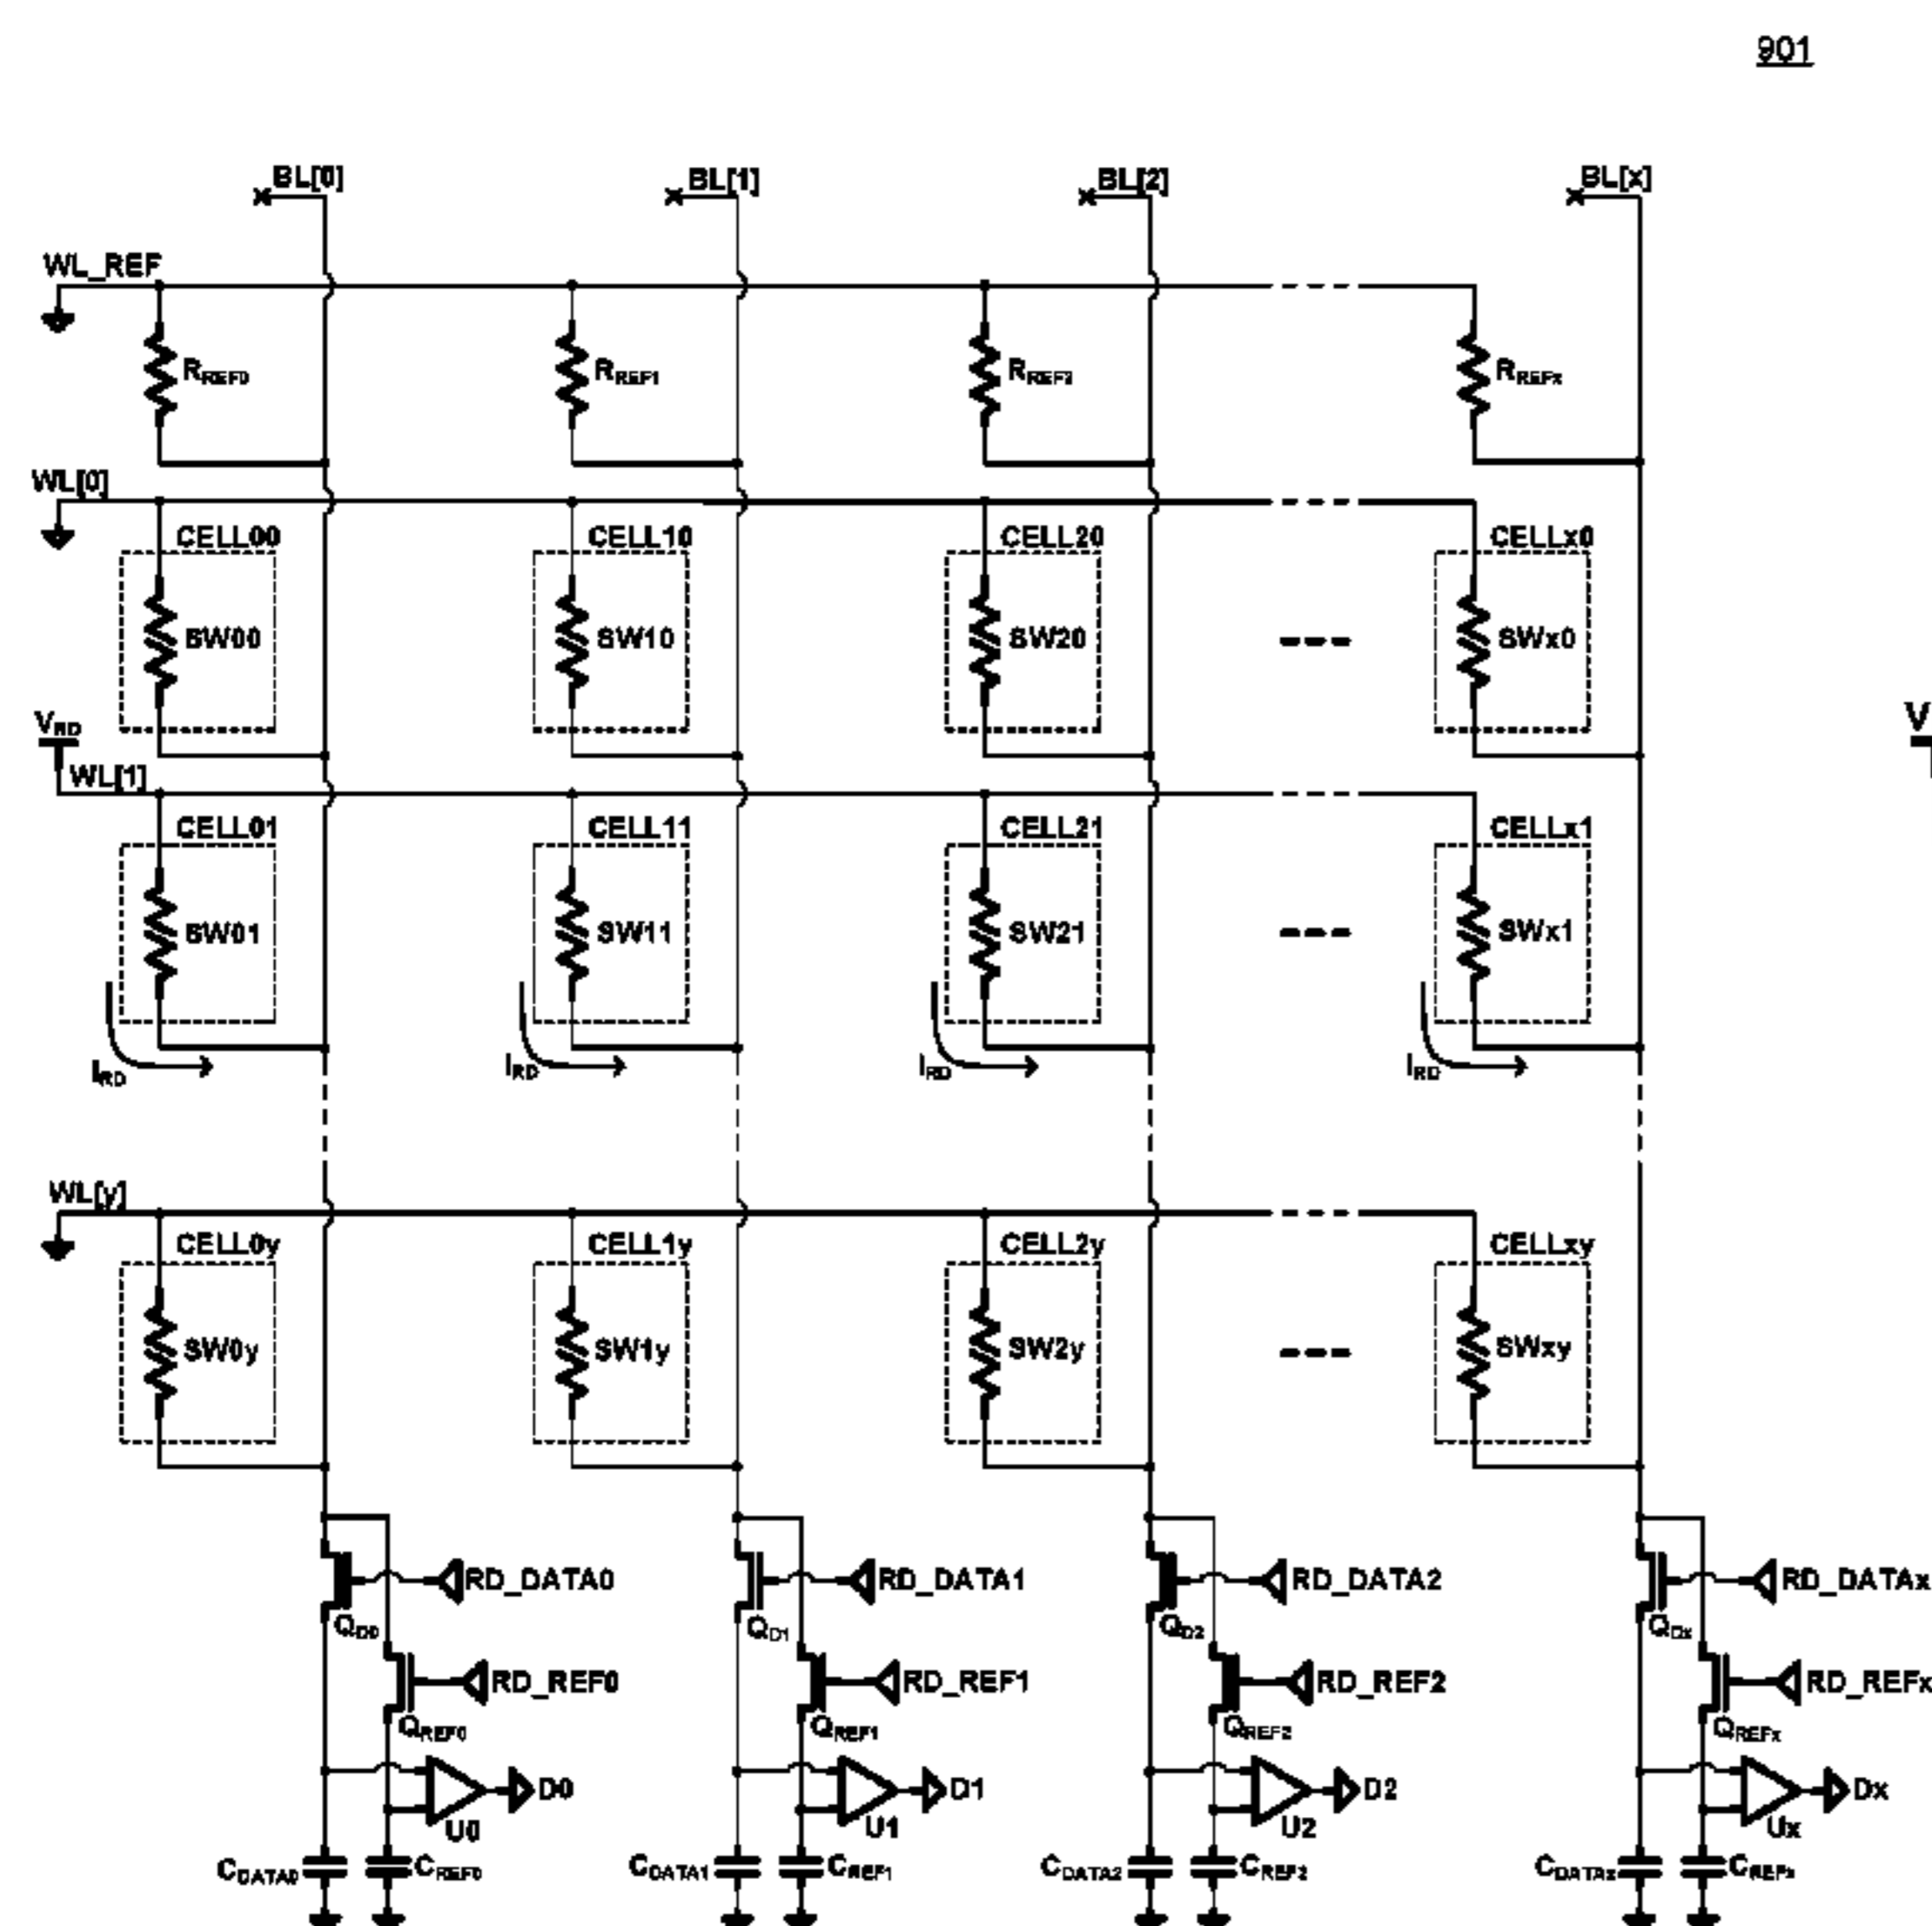 901
BL[0] BL[1] BL[2] BL[x]
WL_REF
RREF0 RREF1 RREF2 RREFx
WL[0]
CELL00 CELL10 CELL20 CELLx0
SW00 SW10 SW20 SWx0
VRD V
WL[1]
CELL01 CELL11 CELL21 CELLx1
SW01 SW11 SW21 SWx1
IRD IRD IRD IRD
WL[y]
CELL0y CELL1y CELL2y CELLxy
SW0y SW1y SW2y SWxy
RD_DATA0 RD_DATA1 RD_DATA2 RD_DATAx
QD0 QD1 QD2 QDx
RD_REF0 RD_REF1 RD_REF2 RD_REFx
QREF0 QREF1 QREF2 QREFx
D0 D1 D2 Dx
U0 U1 U2 Ux
CDATA0 CREF0 CDATA1 CREF1 CDATA2 CREF2 CDATAx CREFx